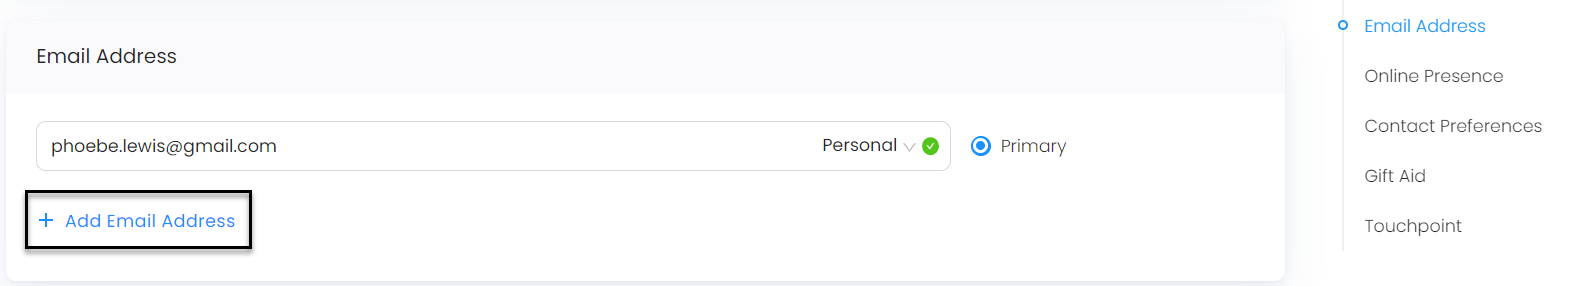 Email Address
phoebe.lewis@gmail.com Personal Primary
+ Add Email Address
Email Address
Online Presence
Contact Preferences
Gift Aid
Touchpoint